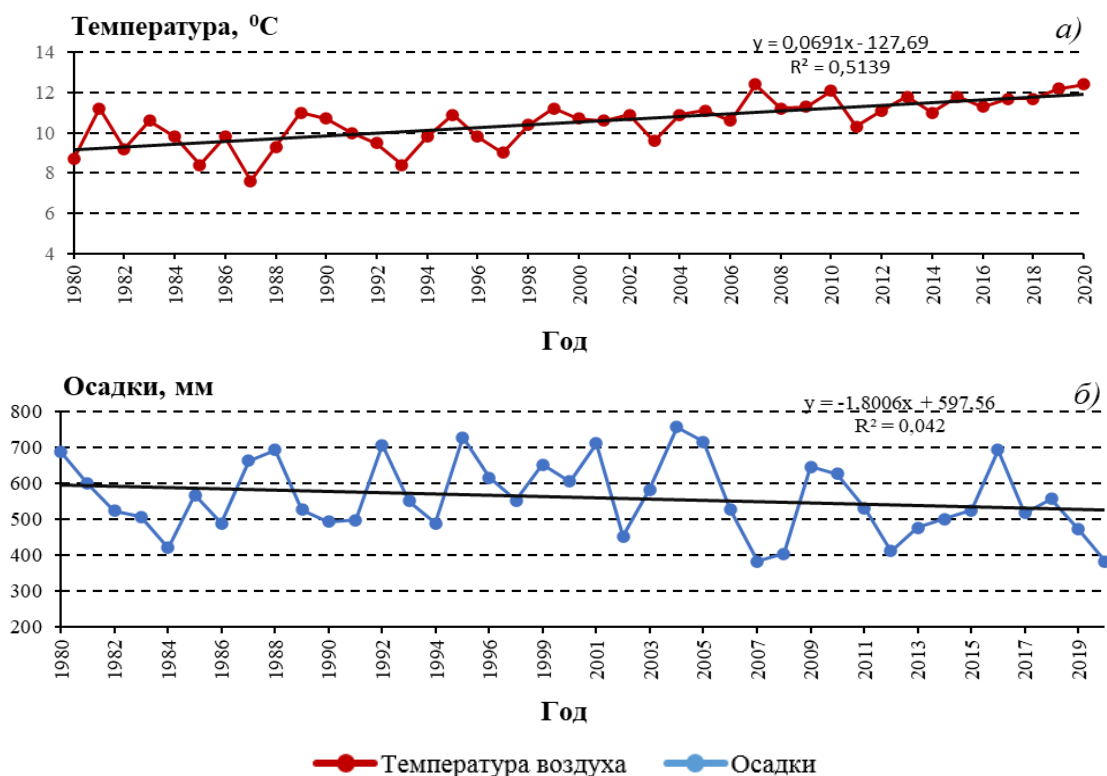 Температура, ⁰С
а)
y = 0,0691x - 127,69
R² = 0,5139
14
12
10
8
6
4
1980 1982 1984 1986 1988 1990 1992 1994 1996 1998 2000 2002 2004 2006 2008 2010 2012 2014 2016 2018 2020
Год
Осадки, мм
б)
y = -1,8006x + 597,56
R² = 0,042
800
700
600
500
400
300
200
1980 1982 1984 1986 1988 1990 1992 1994 1996 1999 2001 2003 2005 2007 2009 2011 2013 2015 2017 2019
Год
Температура воздуха Осадки